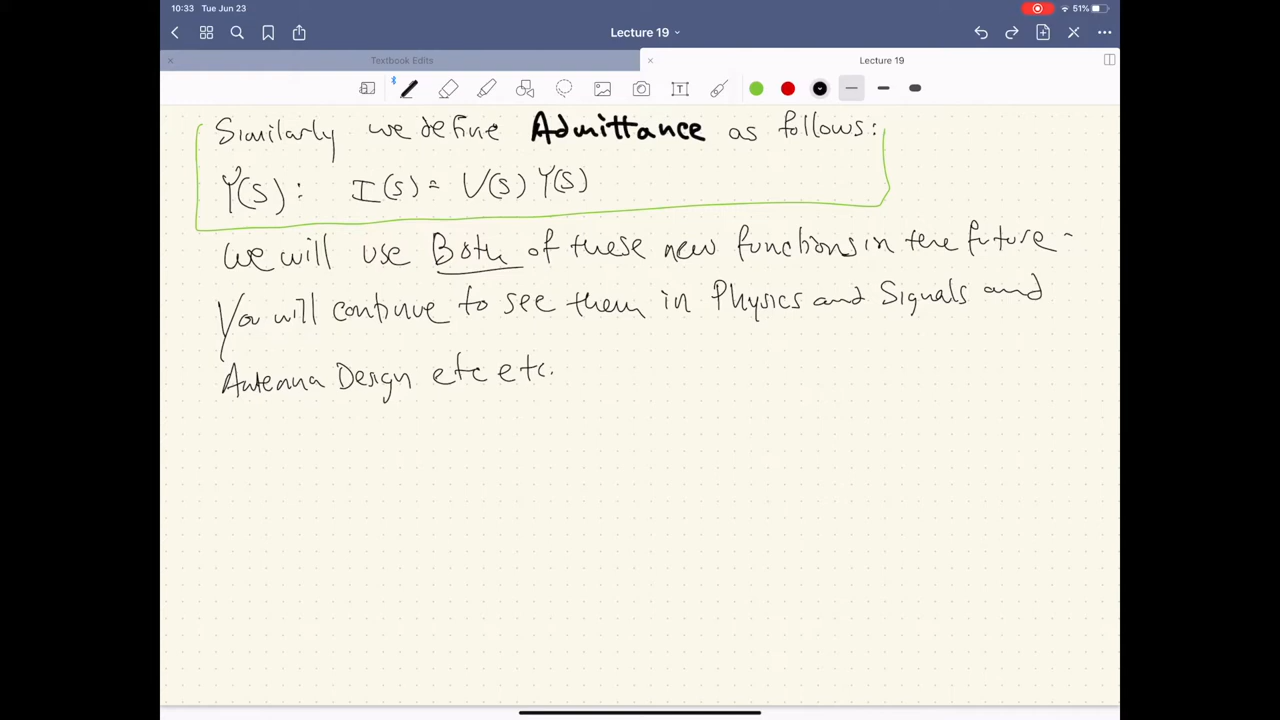 10:33 Tue Jun 23
51%
Lecture 19
Textbook Edits
Lecture 19
Similarly we define Admittance as follows:
Y(S): I(s) = V(s) Y(S)
We will use Both of these new functions in the future -
You will continue to see them in Physics and Signals and
Antenna Design etc etc.